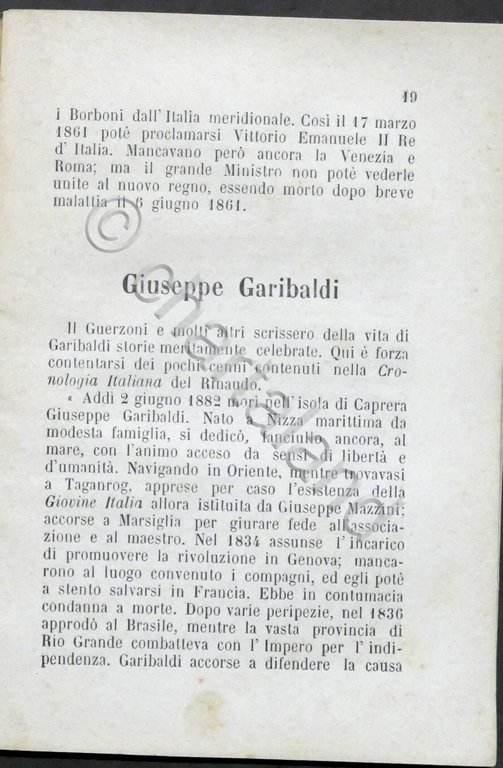 19
i Borboni dall'Italia meridionale. Così il 17 marzo
1861 potè proclamarsi Vittorio Emanuele II Re
d'Italia. Mancavano però ancora la Venezia e
Roma; ma il grande Ministro non potè vederle
unite al nuovo regno, essendo morto dopo breve
malattia il 6 giugno 1861.
Giuseppe Garibaldi
Il Guerzoni e molti altri scrissero della vita di
Garibaldi storie meritamente celebrate. Qui è forza
contentarsi dei pochi cenni contenuti nella Cro-
nologia Italiana del Rinaudo.
« Addì 2 giugno 1882 morì nell'isola di Caprera
Giuseppe Garibaldi. Nato a Nizza marittima da
modesta famiglia, si dedicò, fanciullo ancora, al
mare, con l'animo acceso da sensi di libertà e
d'umanità. Navigando in Oriente, mentre trovavasi
a Taganrog, apprese per caso l'esistenza della
Giovine Italia allora istituita da Giuseppe Mazzini;
accorse a Marsiglia per giurare fede all'associa-
zione e al maestro. Nel 1834 assunse l'incarico
di promuovere la rivoluzione in Genova; manca-
rono al luogo convenuto i compagni, ed egli potè
a stento salvarsi in Francia. Ebbe in contumacia
condanna a morte. Dopo varie peripezie, nel 1836
approdò al Brasile, mentre la vasta provincia di
Rio Grande combatteva con l'Impero per l'indi-
pendenza. Garibaldi accorse a difendere la causa
© chartaland